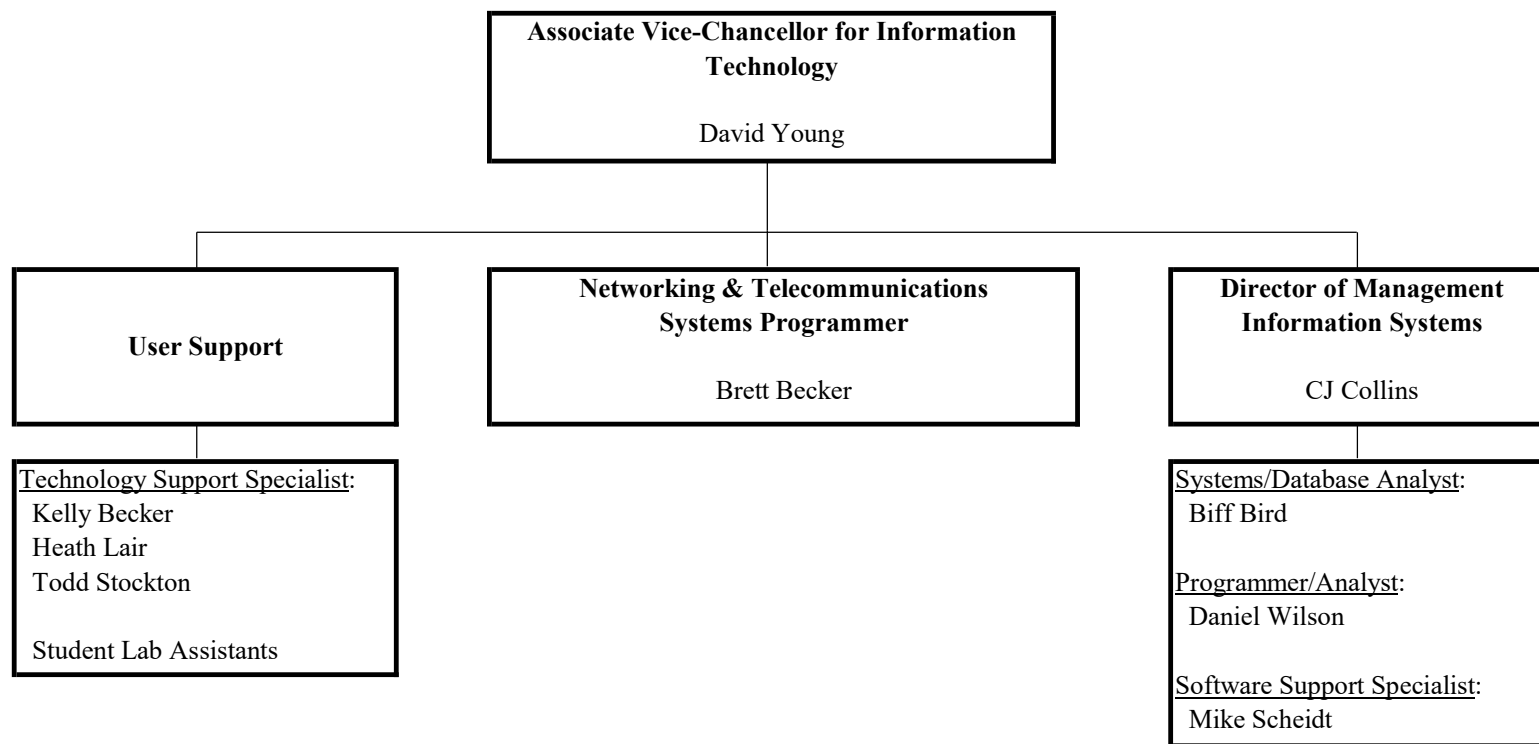 Associate Vice-Chancellor for Information
Technology
David Young
User Support
Networking & Telecommunications
Systems Programmer
Brett Becker
Director of Management
Information Systems
CJ Collins
Technology Support Specialist:
Kelly Becker
Heath Lair
Todd Stockton
Student Lab Assistants
Systems/Database Analyst:
Biff Bird
Programmer/Analyst:
Daniel Wilson
Software Support Specialist:
Mike Scheidt